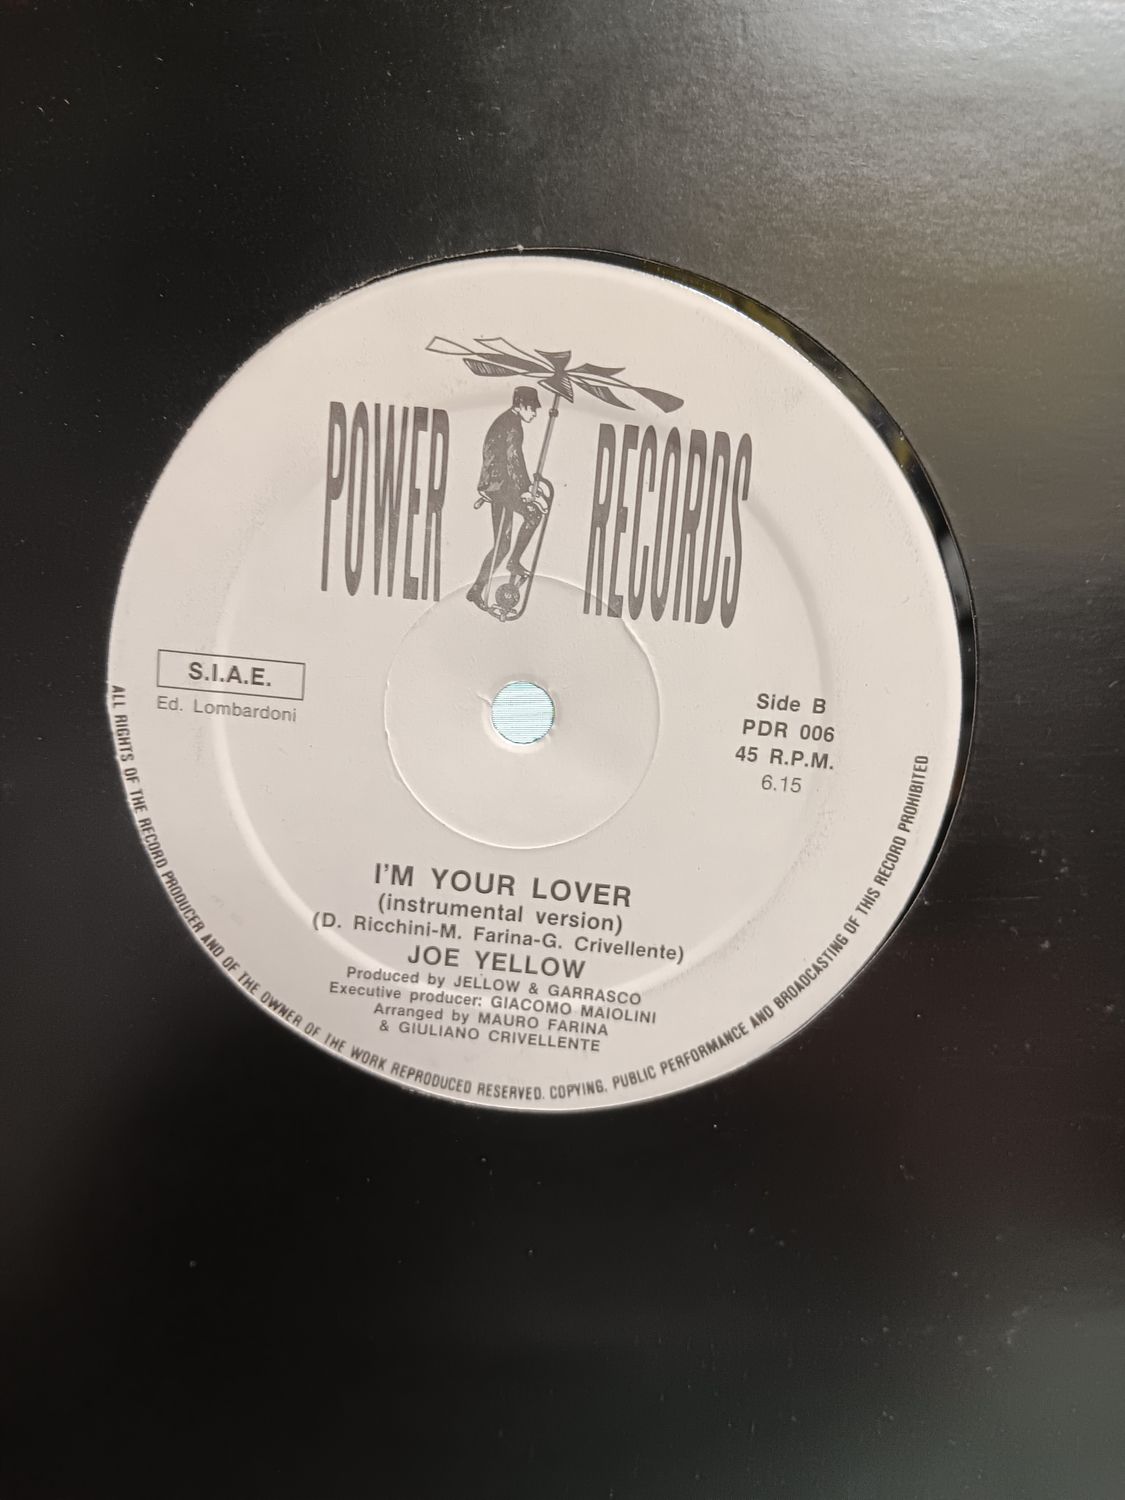 POWER RECORDS
S.I.A.E.
Ed. Lombardoni
Side B
PDR 006
45 R.P.M.
6.15
I'M YOUR LOVER
(instrumental version)
(D. Ricchini-M. Farina-G. Crivellente)
JOE YELLOW
Produced by JELLOW & GARRASCO
Executive producer: GIACOMO MAIOLINI
Arranged by MAURO FARINA
& GIULIANO CRIVELLENTE
ALL RIGHTS OF THE RECORD PRODUCER AND OF THE OWNER OF THE WORK REPRODUCED RESERVED. COPYING. PUBLIC PERFORMANCE AND BROADCASTING OF THIS RECORD PROHIBITED